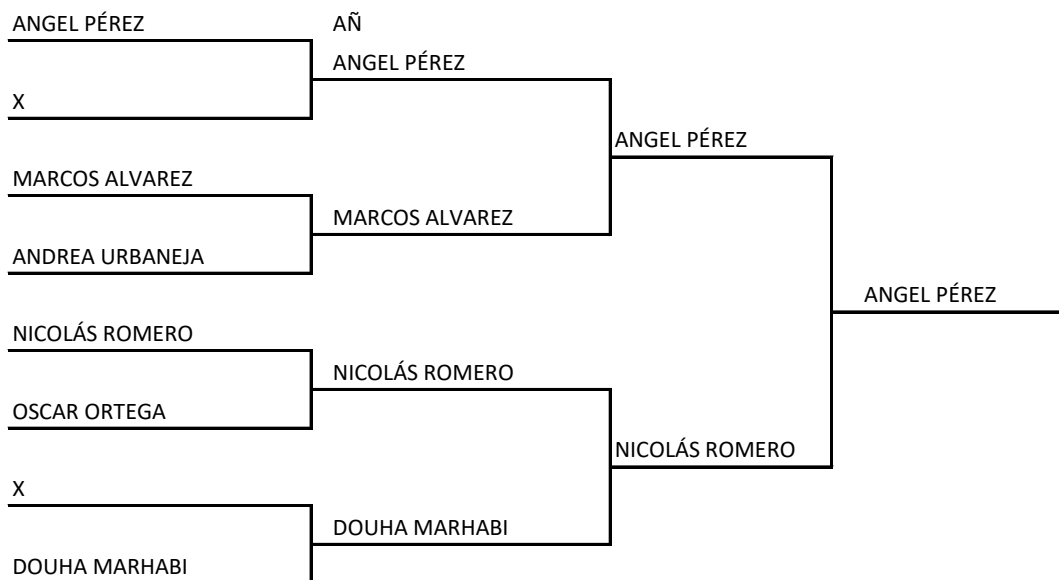 ANGEL PÉREZ
AÑ
ANGEL PÉREZ
X
ANGEL PÉREZ
MARCOS ALVAREZ
MARCOS ALVAREZ
ANDREA URBANEJA
ANGEL PÉREZ
NICOLÁS ROMERO
NICOLÁS ROMERO
OSCAR ORTEGA
NICOLÁS ROMERO
X
DOUHA MARHABI
DOUHA MARHABI